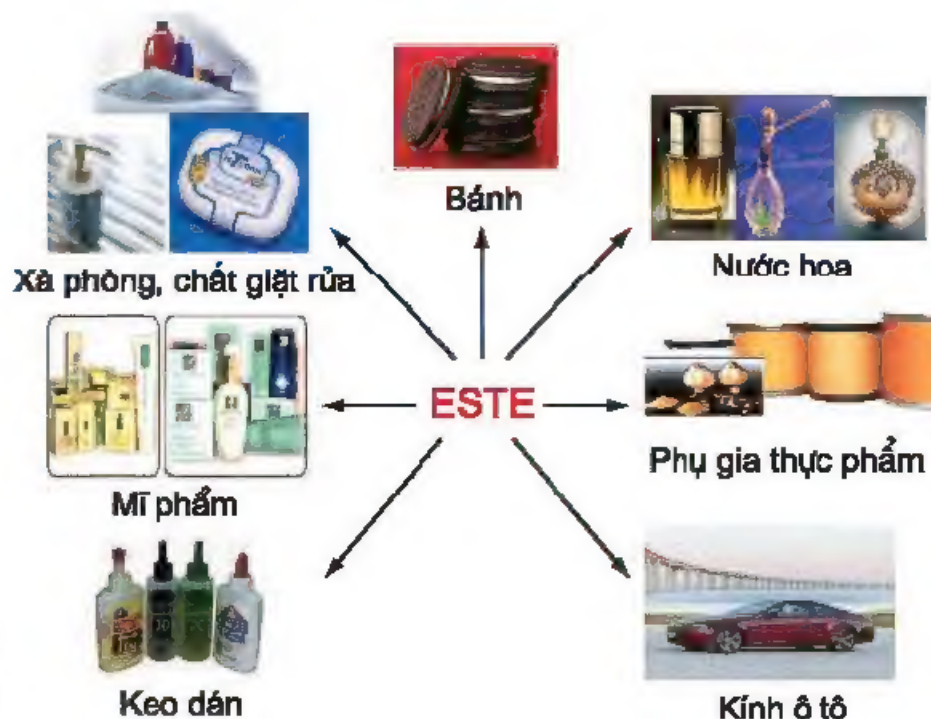 Bánh
Xà phòng, chất giặt rửa
Nước hoa
ESTE
Mĩ phẩm
Phụ gia thực phẩm
Keo dán
Kính ô tô